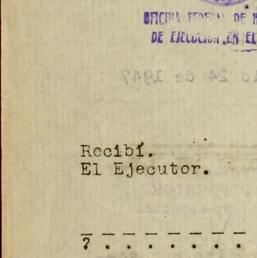 OFICINA FEDERAL DE H
DE EJECUCION EN EL
Recibí.
El Ejecutor.
? . . . . . . .